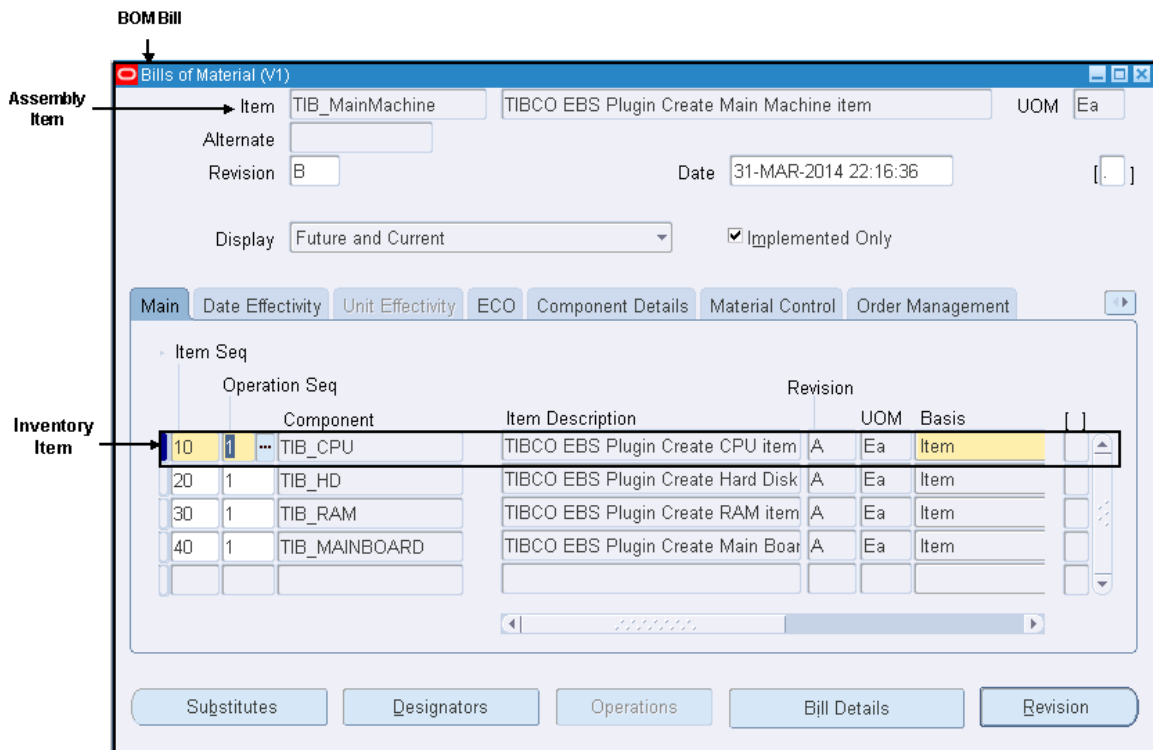 BOM Bill
Bills of Material (V1)
Assembly Item
Item TIB_MainMachine TIBCO EBS Plugin Create Main Machine item UOM Ea
Alternate
Revision B Date 31-MAR-2014 22:16:36 [ . ]
Display Future and Current Implemented Only
Main Date Effectivity Unit Effectivity ECO Component Details Material Control Order Management
Item Seq
Operation Seq Revision
Component Item Description UOM Basis [ ]
Inventory Item
10 1 ... TIB_CPU TIBCO EBS Plugin Create CPU item A Ea Item
20 1 TIB_HD TIBCO EBS Plugin Create Hard Disk A Ea Item
30 1 TIB_RAM TIBCO EBS Plugin Create RAM item A Ea Item
40 1 TIB_MAINBOARD TIBCO EBS Plugin Create Main Boar A Ea Item
Substitutes Designators Operations Bill Details Revision